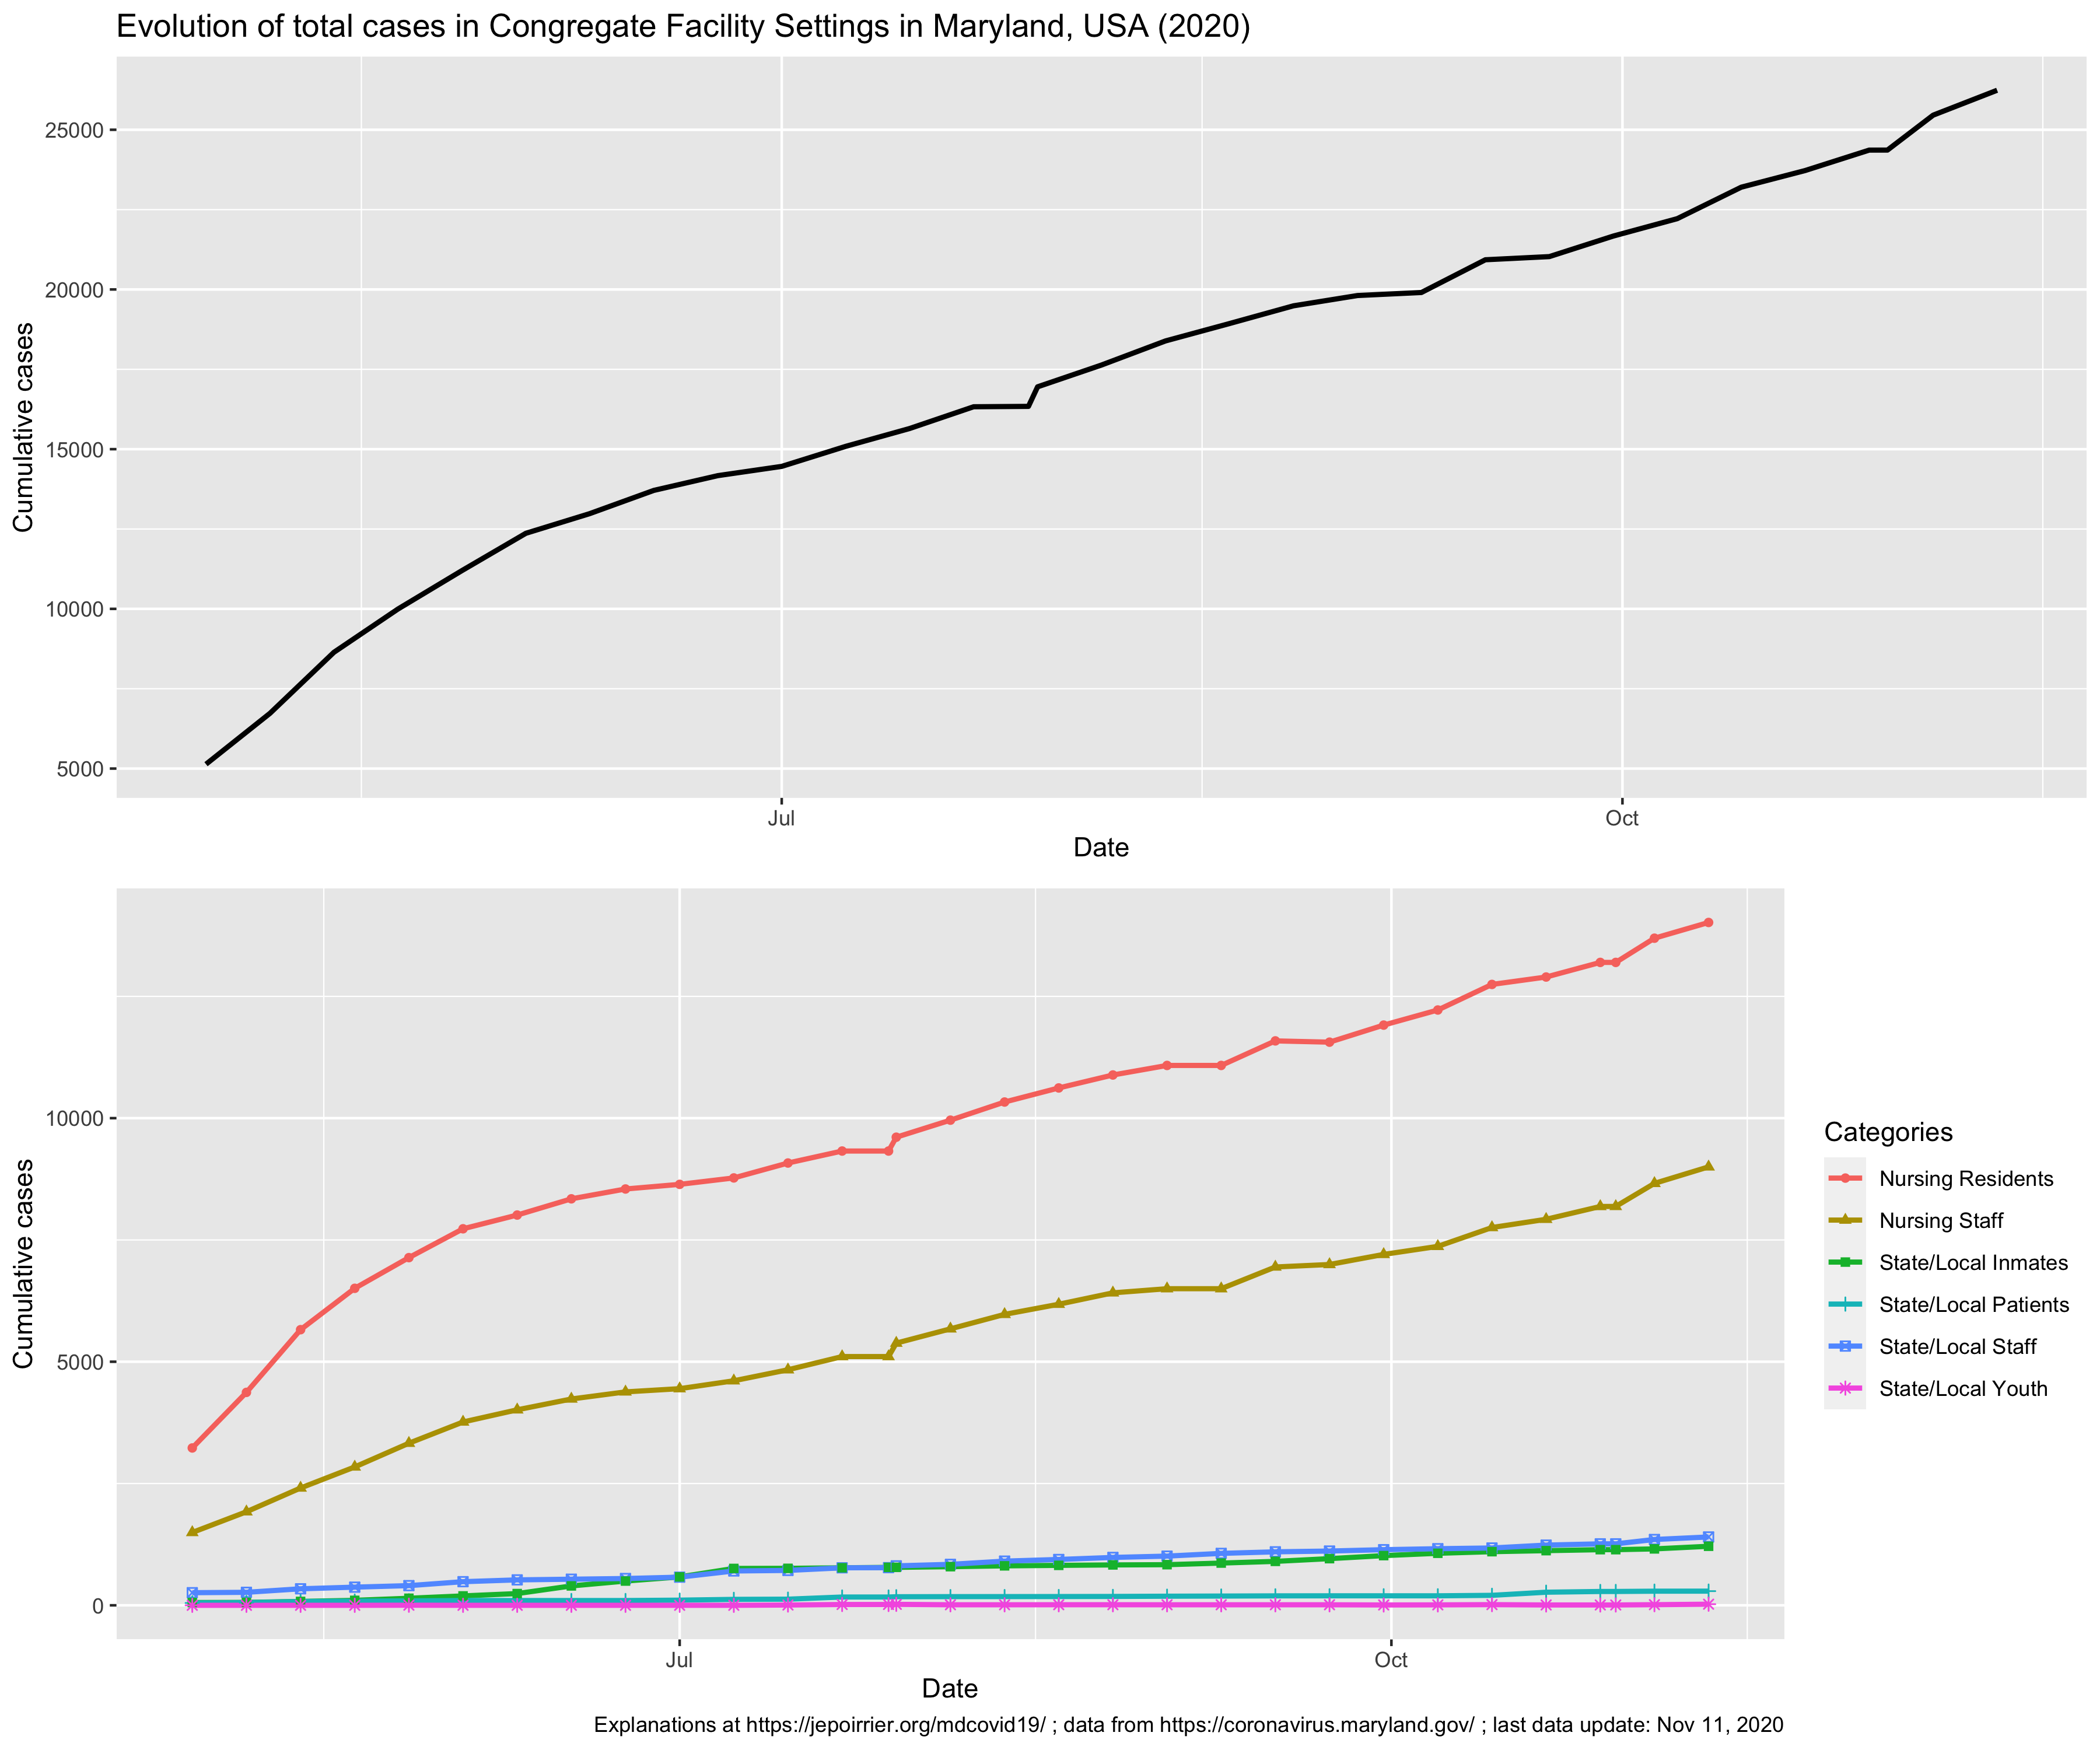 Evolution of total cases in Congregate Facility Settings in Maryland, USA (2020)
Cumulative cases
25000
20000
15000
10000
5000
Jul
Oct
Date
Cumulative cases
10000
5000
0
Jul
Oct
Date
Categories
Nursing Residents
Nursing Staff
State/Local Inmates
State/Local Patients
State/Local Staff
State/Local Youth
Explanations at https://jepoirrier.org/mdcovid19/ ; data from https://coronavirus.maryland.gov/ ; last data update: Nov 11, 2020